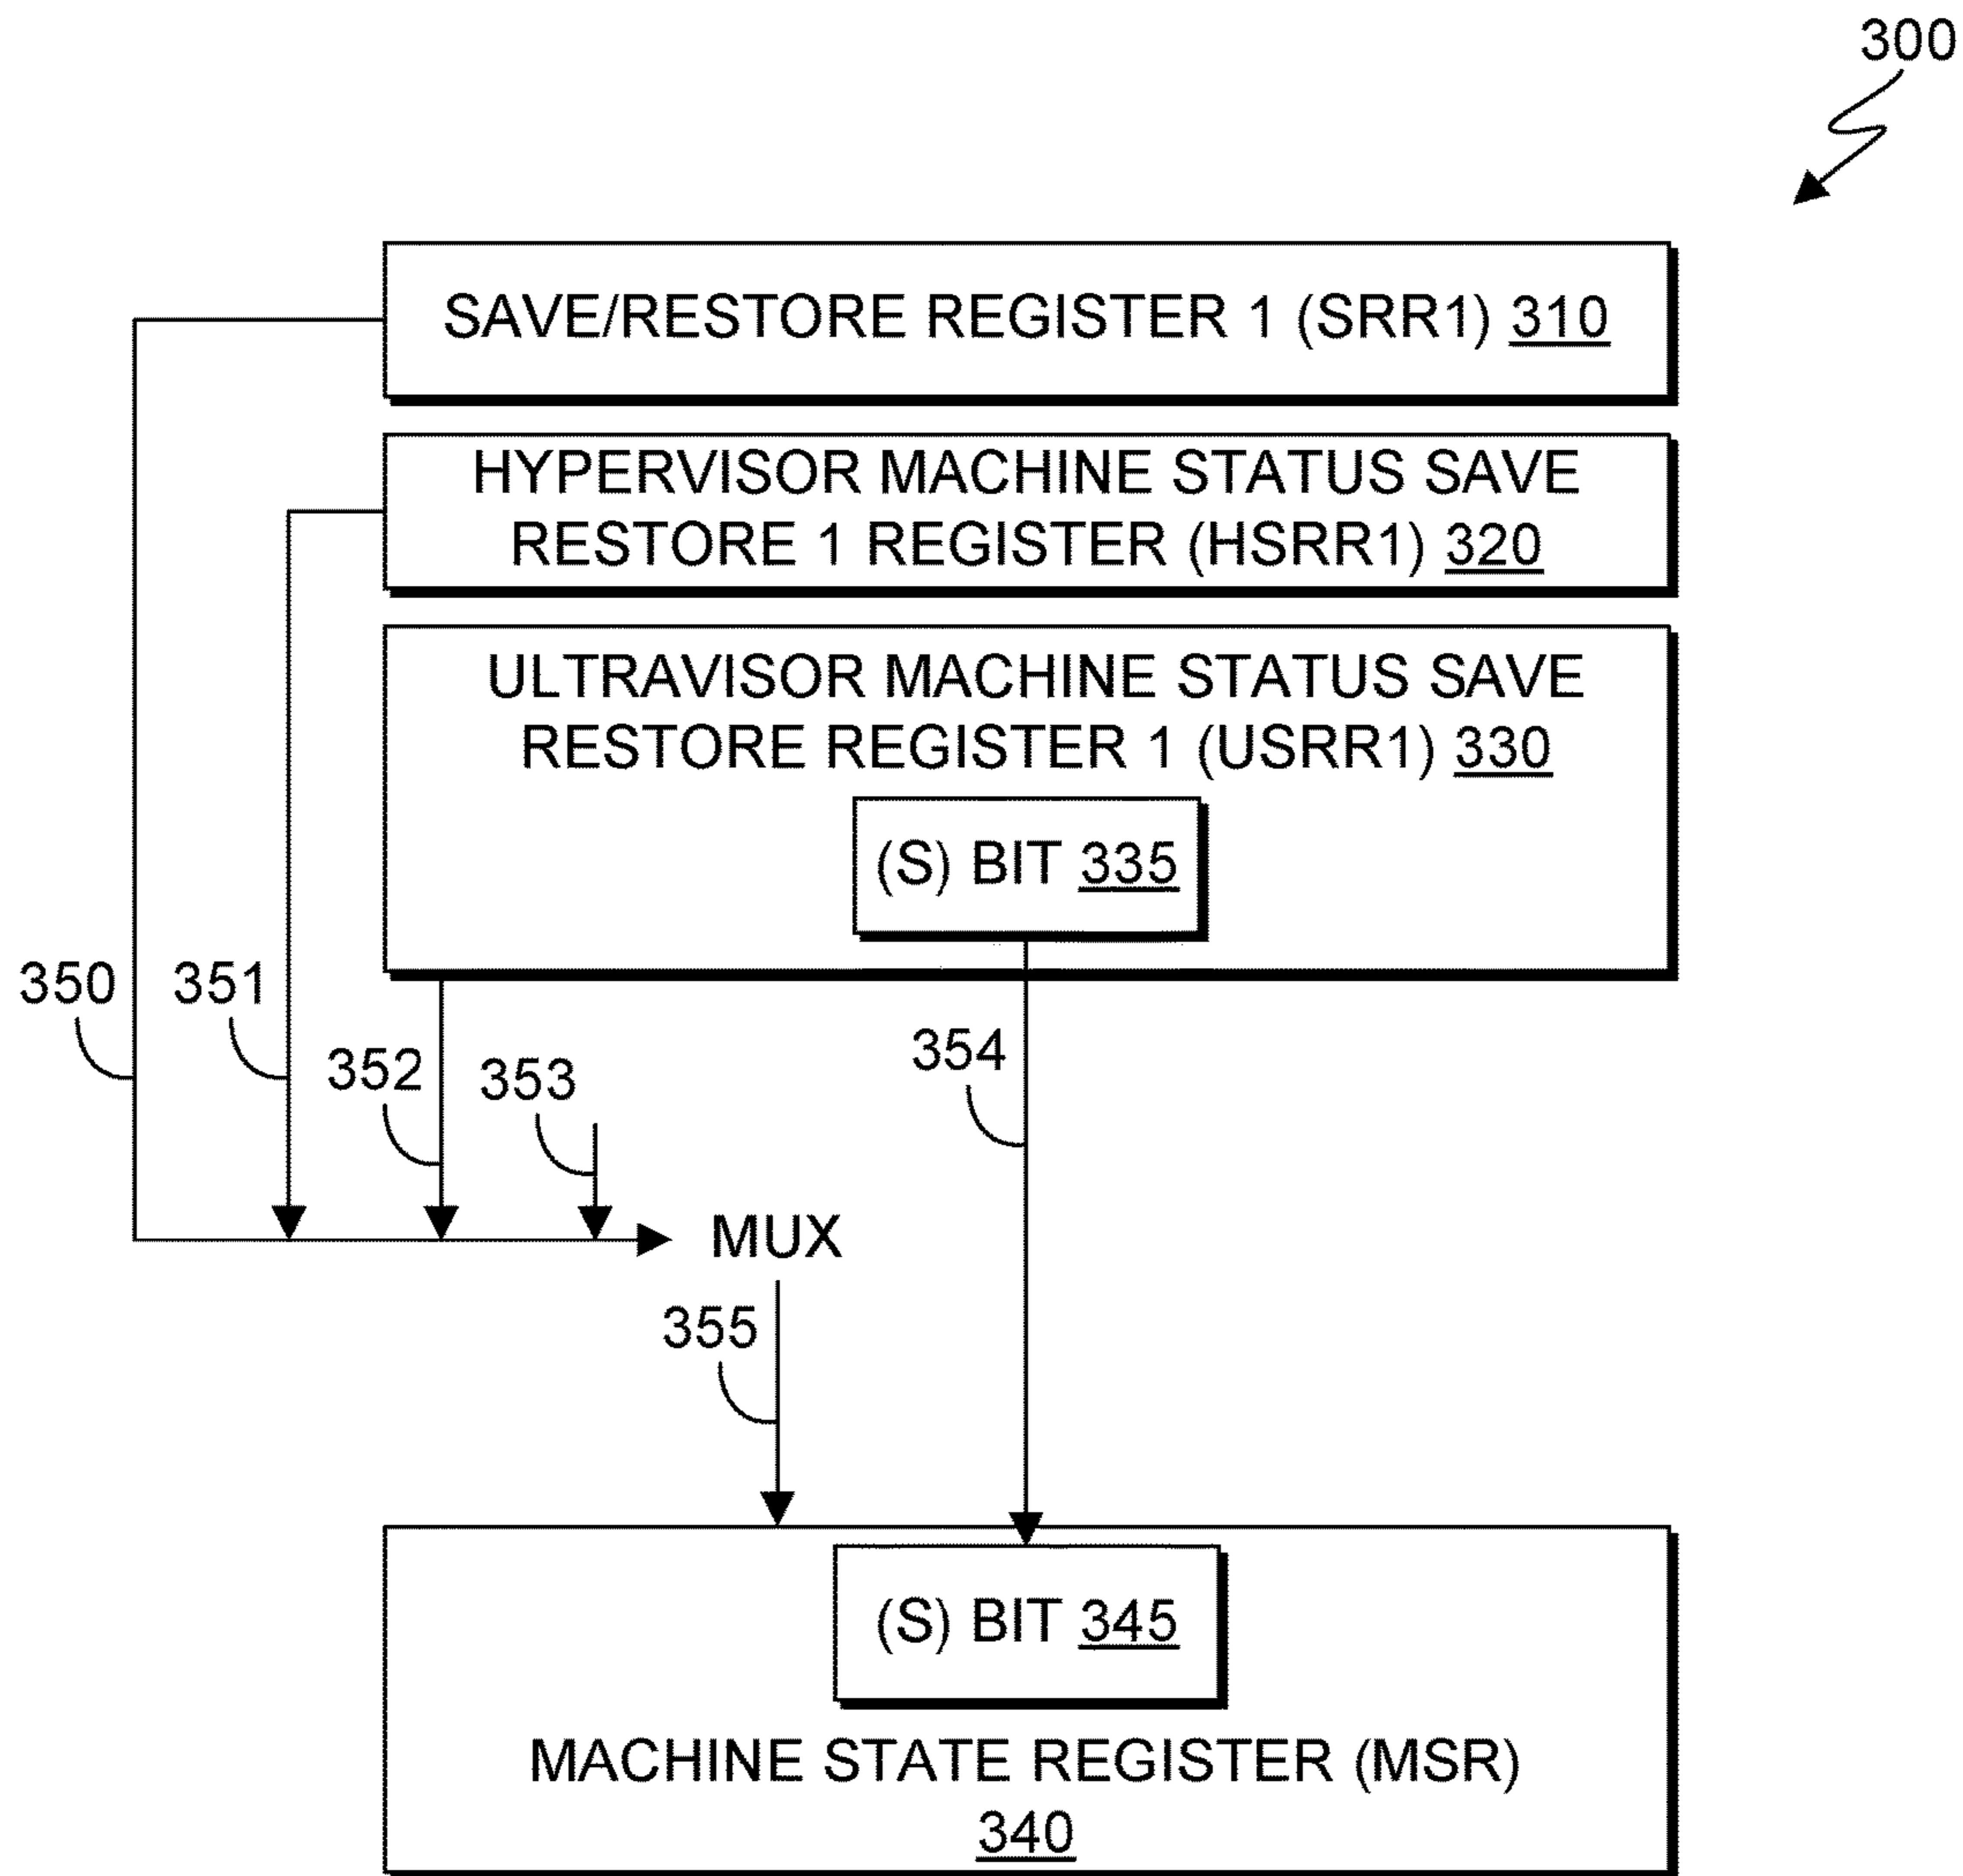 300
SAVE/RESTORE REGISTER 1 (SRR1) 310
HYPERVISOR MACHINE STATUS SAVE
RESTORE 1 REGISTER (HSRR1) 320
ULTRAVISOR MACHINE STATUS SAVE
RESTORE REGISTER 1 (USRR1) 330
(S) BIT 335
350
351
352
353
354
MUX
355
(S) BIT 345
MACHINE STATE REGISTER (MSR)
340